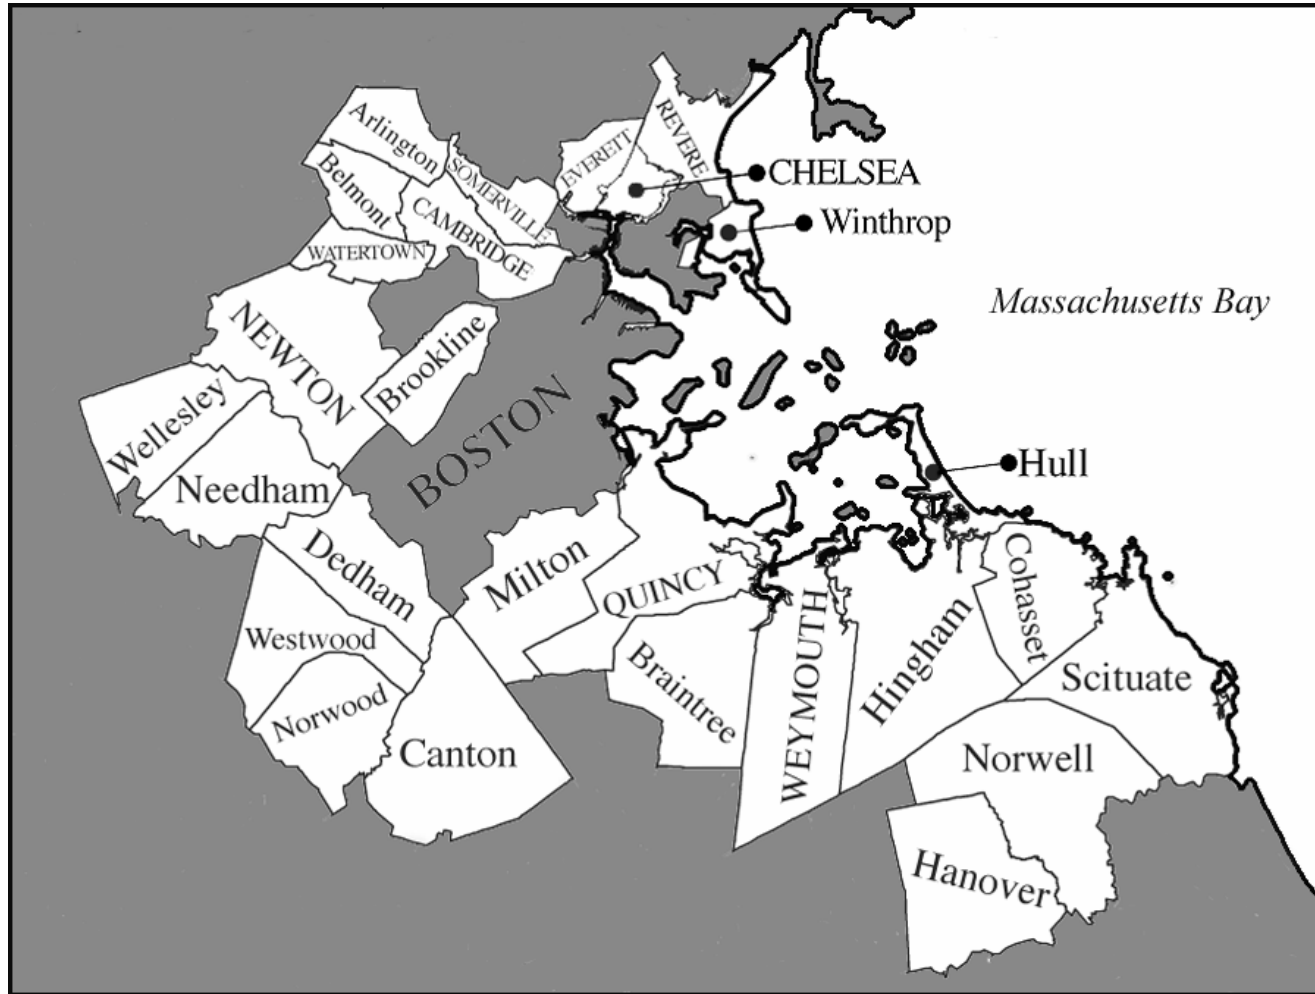 Arlington
REVERE
EVERETT
SOMERVILLE
Belmont
CHELSEA
CAMBRIDGE
Winthrop
WATERTOWN
Massachusetts Bay
NEWTON
Brookline
Wellesley
BOSTON
Hull
Needham
Dedham
Milton
QUINCY
Cohasset
Westwood
WEYMOUTH
Hingham
Braintree
Scituate
Norwood
Canton
Norwell
Hanover